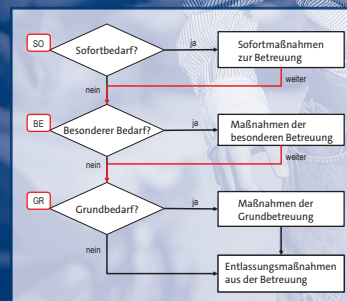 SO
Sofortbedarf?
ja
Sofortmaßnahmen
zur Betreuung
nein
weiter
BE
Besonderer Bedarf?
ja
Maßnahmen der
besonderen Betreuung
nein
weiter
GR
Grundbedarf?
ja
Maßnahmen der
Grundbetreuung
nein
Entlassungsmaßnahmen
aus der Betreuung